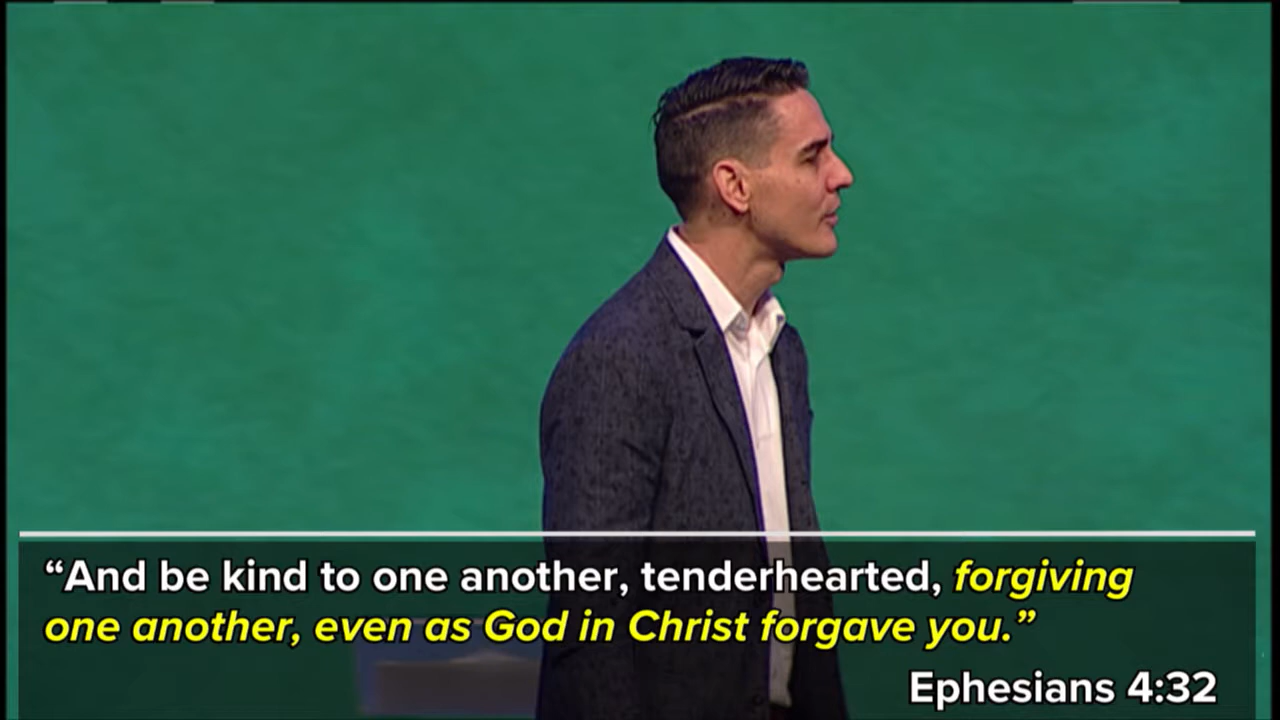 “And be kind to one another, tenderhearted, forgiving
one another, even as God in Christ forgave you.”
Ephesians 4:32